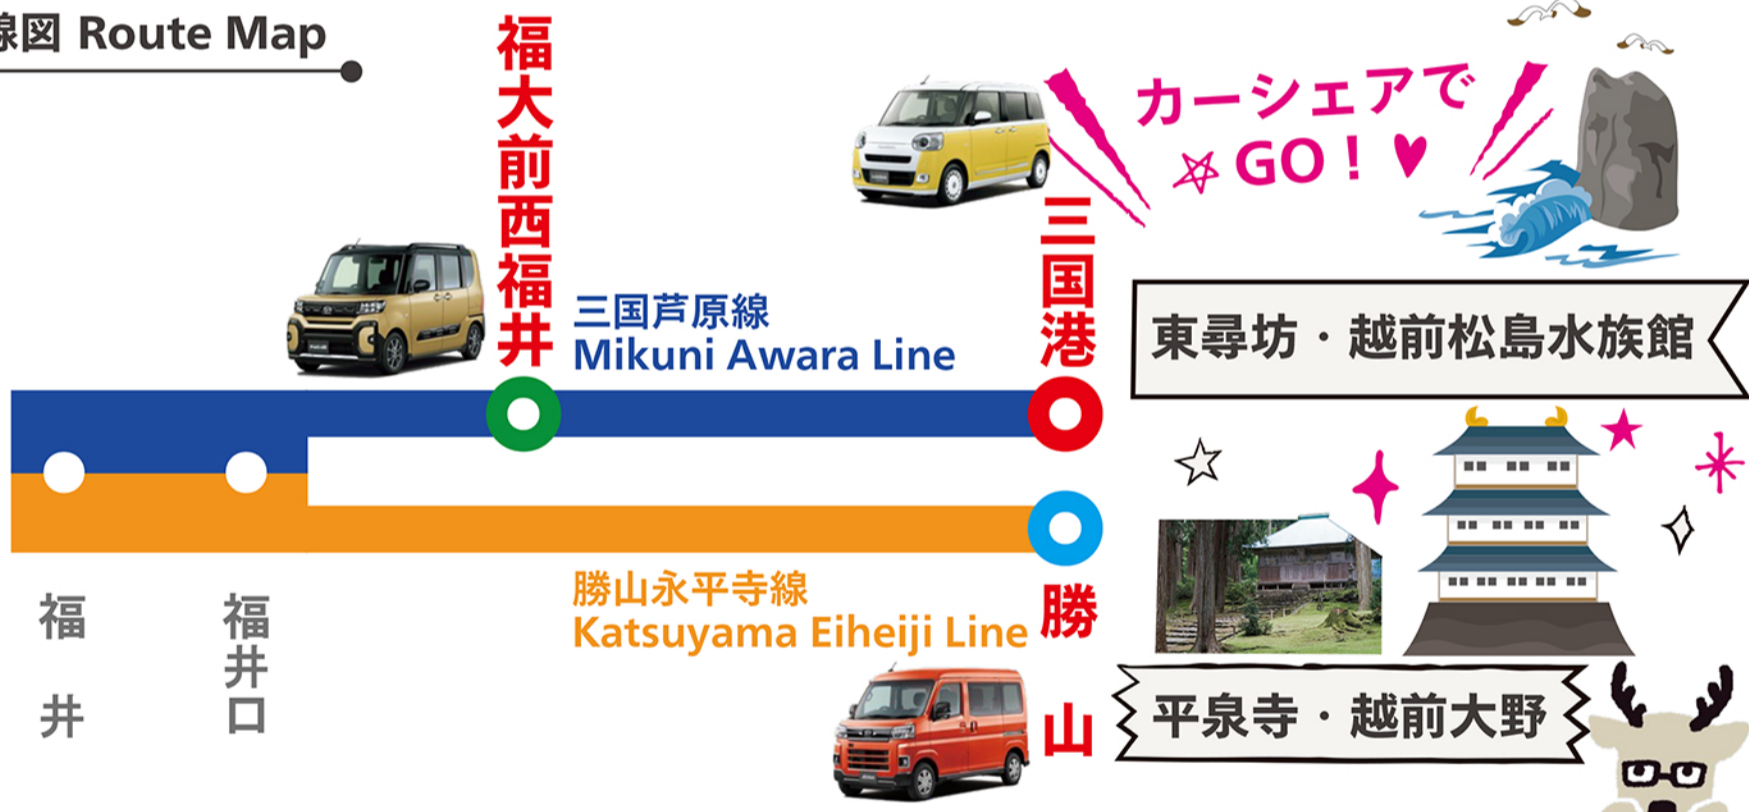 線図 Route Map
福大前西福井
カーシェアで
GO！
三国港
三国芦原線
Mikuni Awara Line
東尋坊・越前松島水族館
福井
福井口
勝山永平寺線
Katsuyama Eiheiji Line
勝山
平泉寺・越前大野